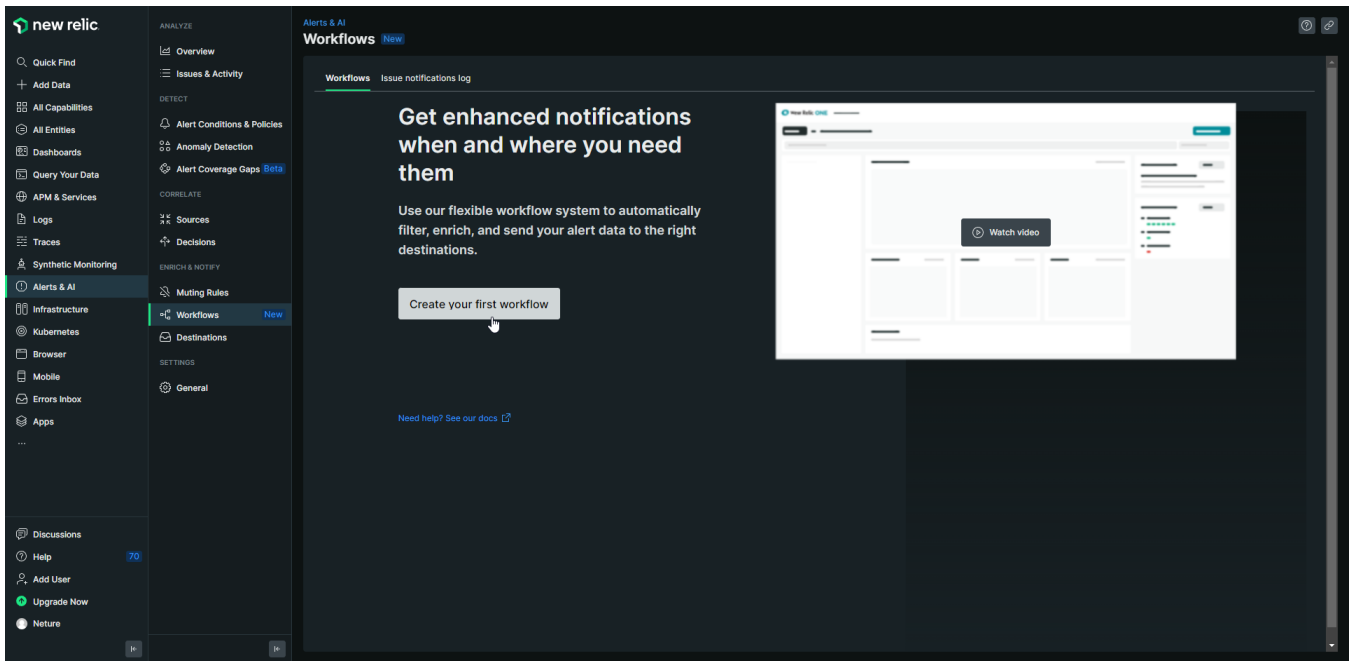 new relic
Quick Find
Add Data
All Capabilities
All Entities
Dashboards
Query Your Data
APM & Services
Logs
Traces
Synthetic Monitoring
Alerts & AI
Infrastructure
Kubernetes
Browser
Mobile
Errors Inbox
Apps
...
Discussions
Help 70
Add User
Upgrade Now
Neture
ANALYZE
Overview
Issues & Activity
DETECT
Alert Conditions & Policies
Anomaly Detection
Alert Coverage Gaps Beta
CORRELATE
Sources
Decisions
ENRICH & NOTIFY
Muting Rules
Workflows New
Destinations
SETTINGS
General
Alerts & AI
Workflows New
Workflows Issue notifications log
Get enhanced notifications
when and where you need
them
Use our flexible workflow system to automatically
filter, enrich, and send your alert data to the right
destinations.
Create your first workflow
Need help? See our docs
New Relic ONE
Watch video